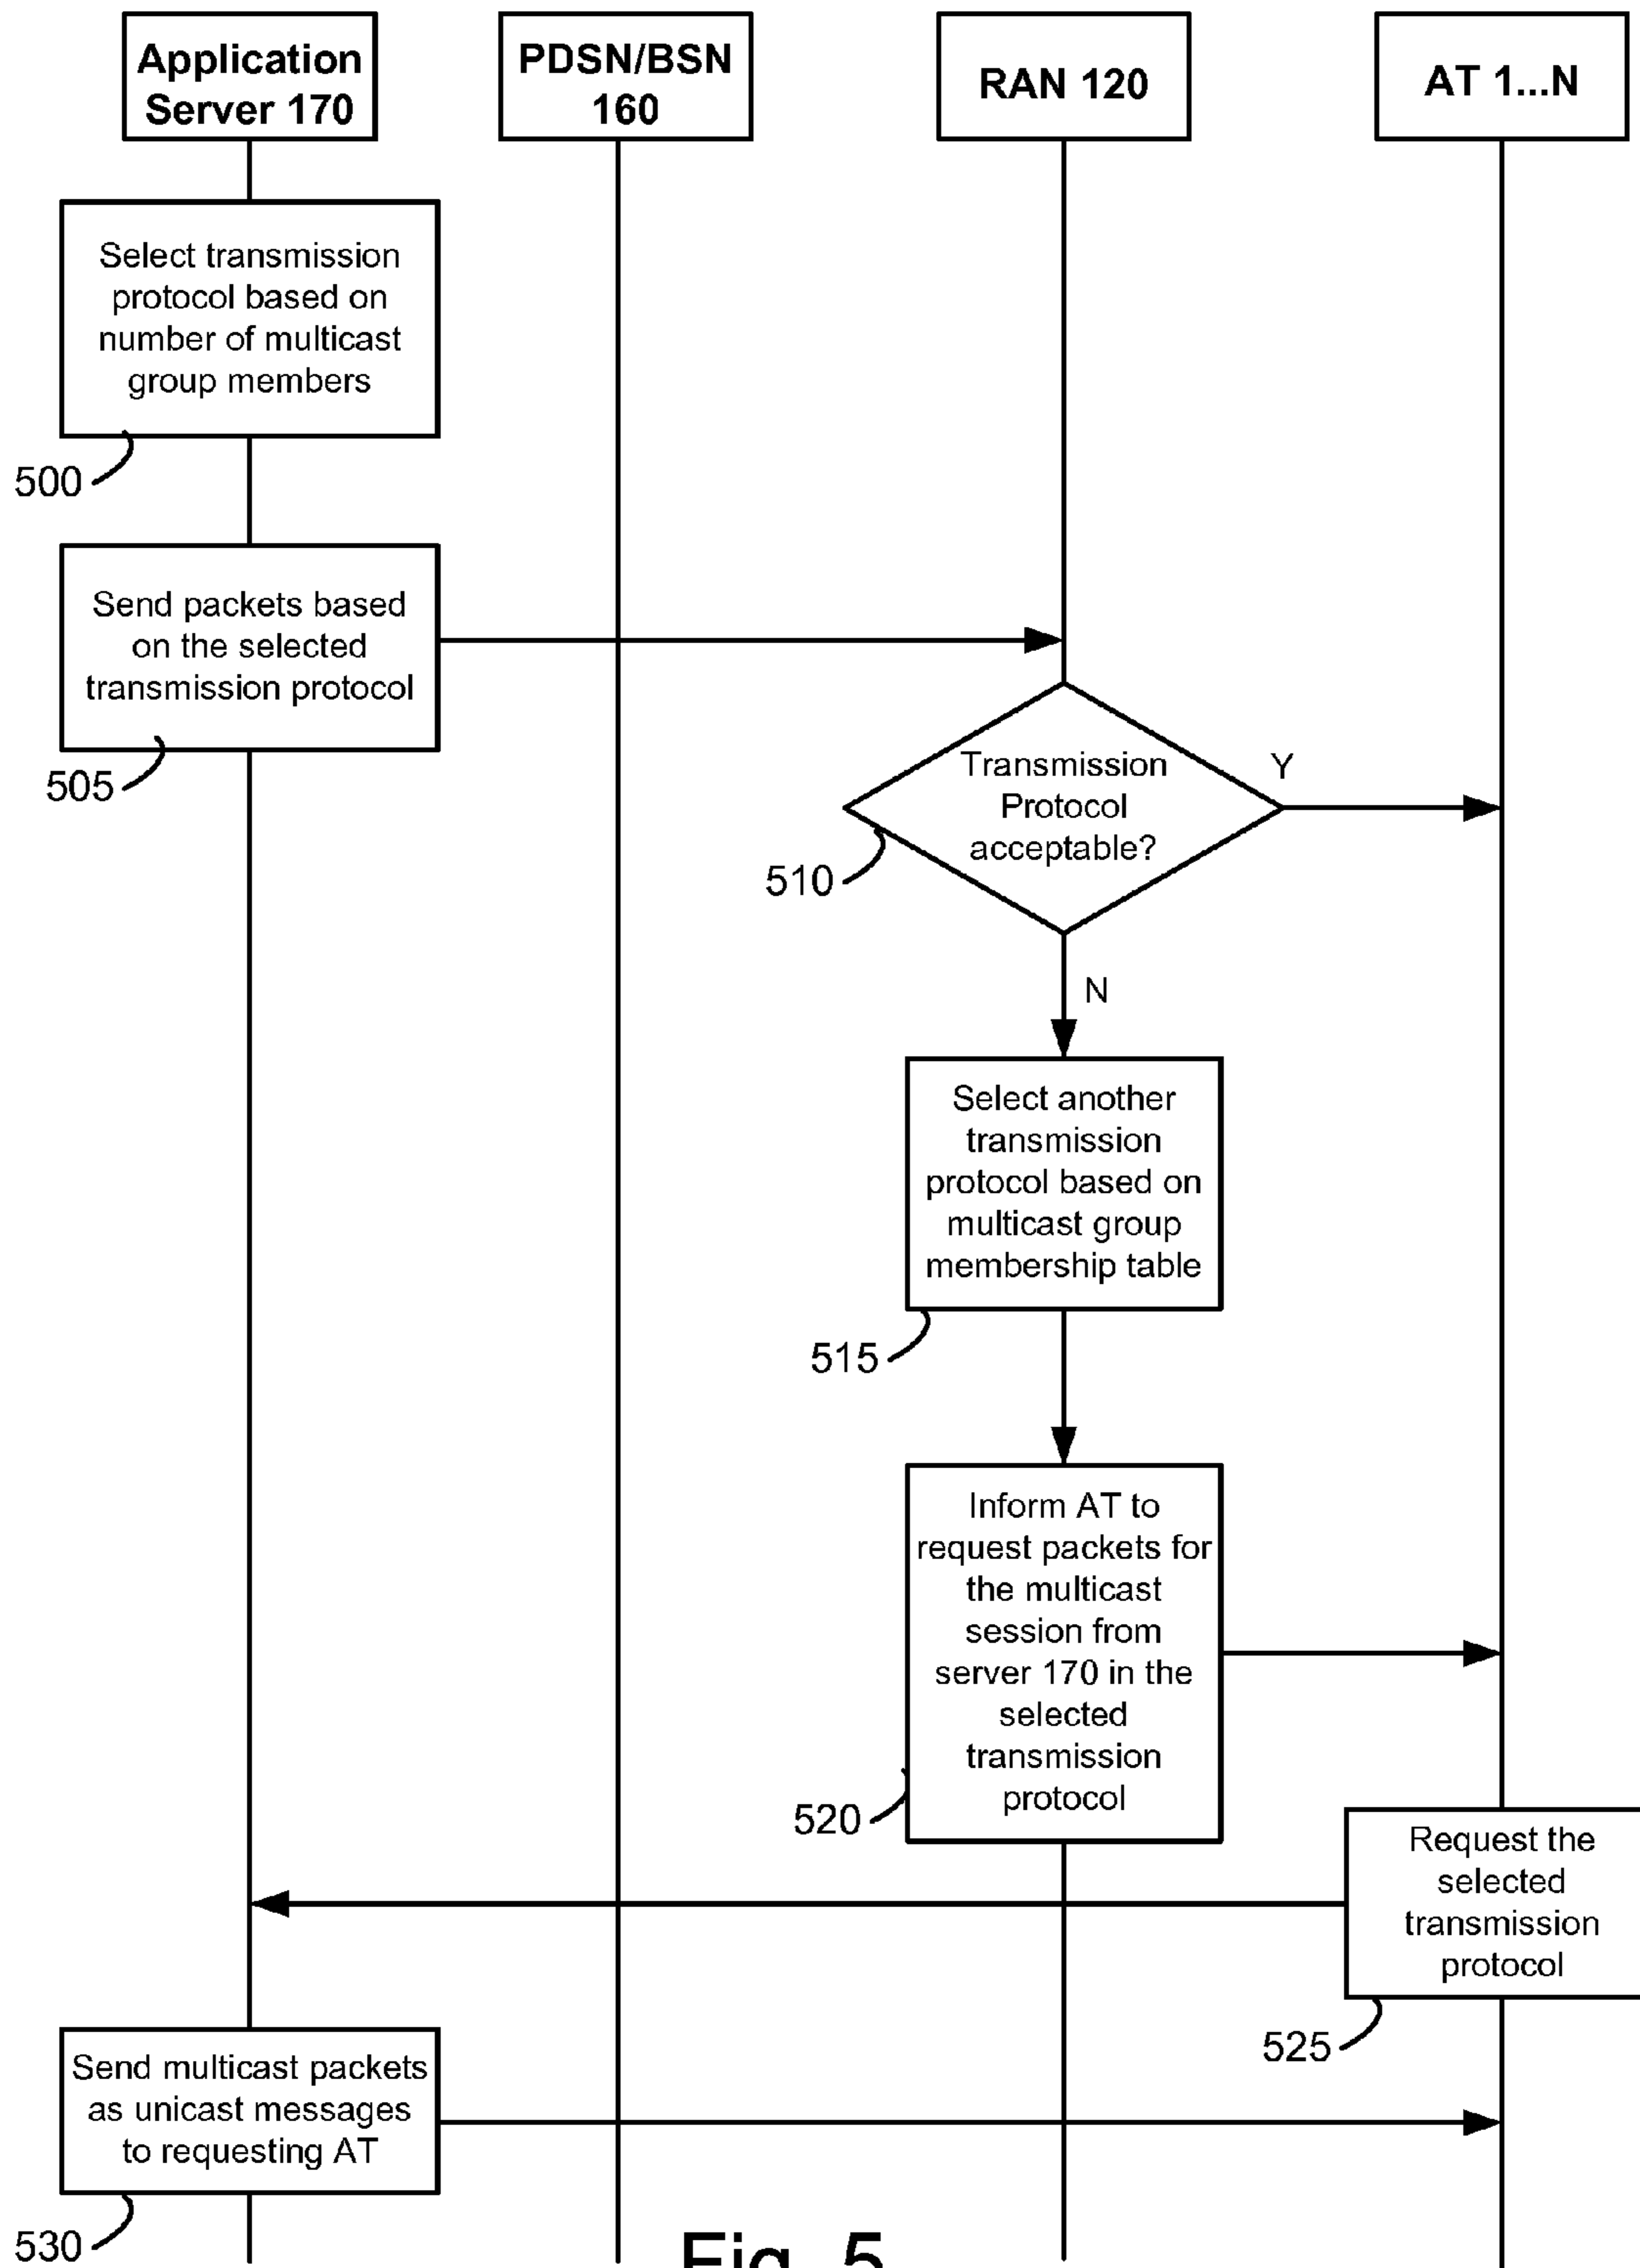 Application
Server 170
PDSN/BSN
160
RAN 120
AT 1...N
Select transmission
protocol based on
number of multicast
group members
500
Send packets based
on the selected
transmission protocol
505
Transmission
Protocol
acceptable?
Y
510
N
Select another
transmission
protocol based on
multicast group
membership table
515
Inform AT to
request packets for
the multicast
session from
server 170 in the
selected
transmission
protocol
520
Request the
selected
transmission
protocol
525
Send multicast packets
as unicast messages
to requesting AT
530
Fig. 5